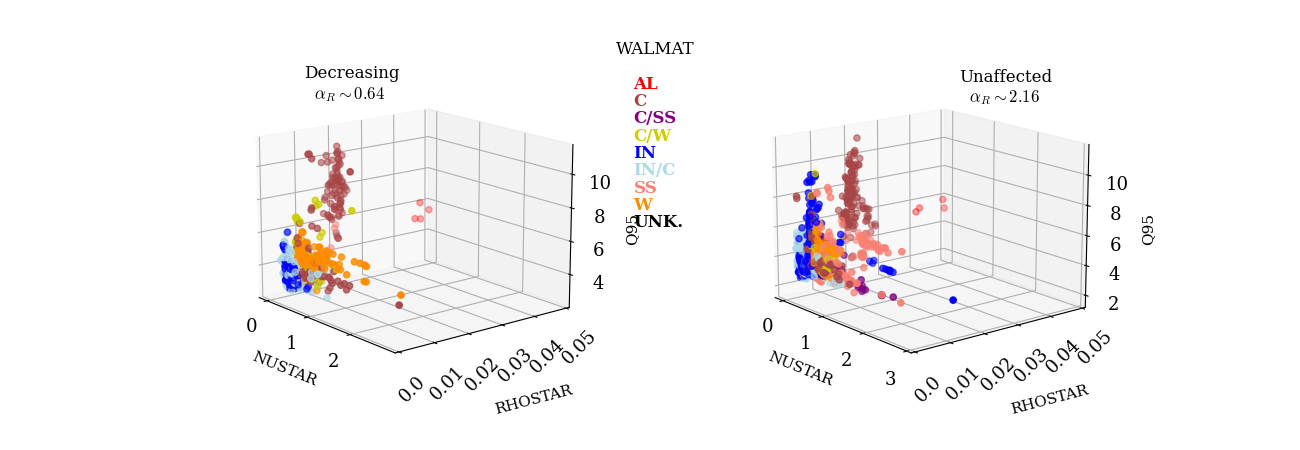 WALMAT
Decreasing
α_R ~ 0.64
Unaffected
α_R ~ 2.16
AL
C
C/SS
C/W
IN
IN/C
SS
W
UNK.
10
8
6
4
Q95
0
1
2
NUSTAR
0.0
0.01
0.02
0.03
0.04
0.05
RHOSTAR
10
8
6
4
2
Q95
0
1
2
3
NUSTAR
0.0
0.01
0.02
0.03
0.04
0.05
RHOSTAR